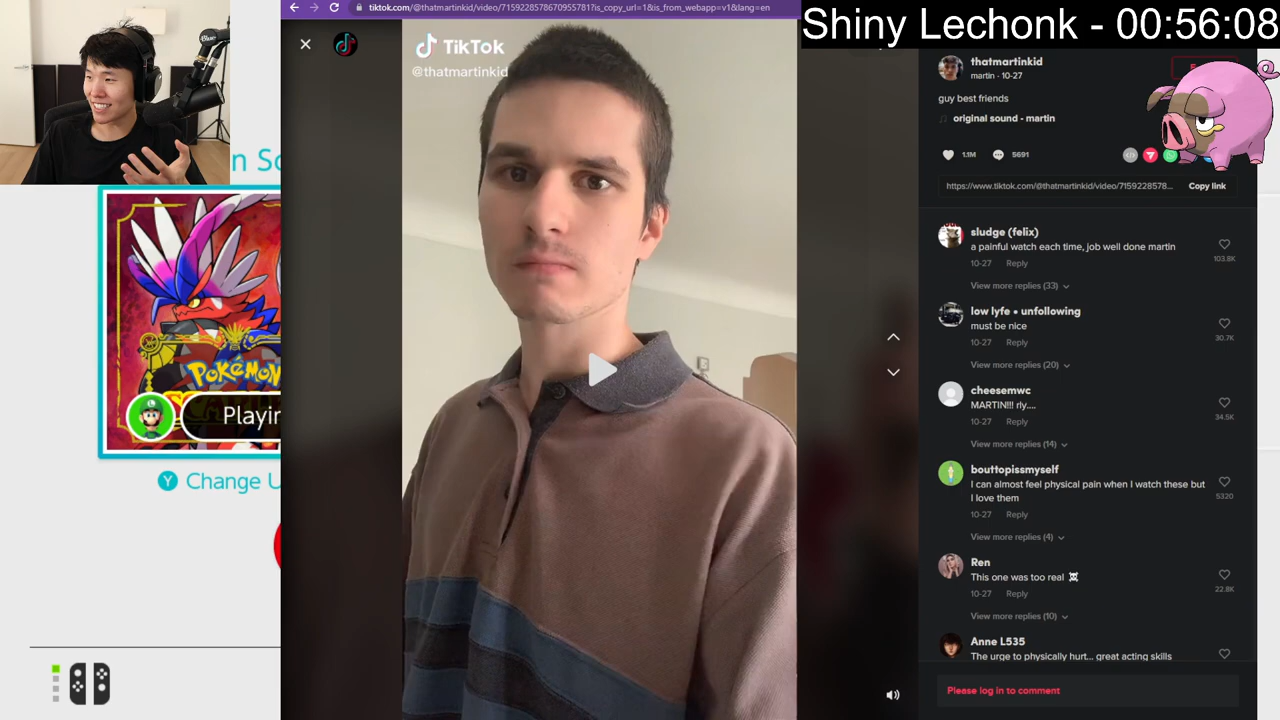 tiktok.com/@thatmartinkid/video/7159228578670955781?is_copy_url=1&is_from_webapp=v1&lang=en
Shiny Lechonk - 00:56:08
TikTok
@thatmartinkid
thatmartinkid
martin · 10-27
guy best friends
original sound - martin
1.1M
5691
https://www.tiktok.com/@thatmartinkid/video/7159228578...
Copy link
sludge (felix)
a painful watch each time, job well done martin
10-27 Reply
103.8K
View more replies (33)
low lyfe • unfollowing
must be nice
10-27 Reply
30.7K
View more replies (20)
cheesemwc
MARTIN!!! rly....
10-27 Reply
34.5K
View more replies (14)
bouttopissmyself
I can almost feel physical pain when I watch these but
I love them
10-27 Reply
5320
View more replies (4)
Ren
This one was too real ☠️
10-27 Reply
22.8K
View more replies (10)
Anne L535
The urge to physically hurt... great acting skills
Please log in to comment
n Sc
POKÉMON
Playin
Y Change U